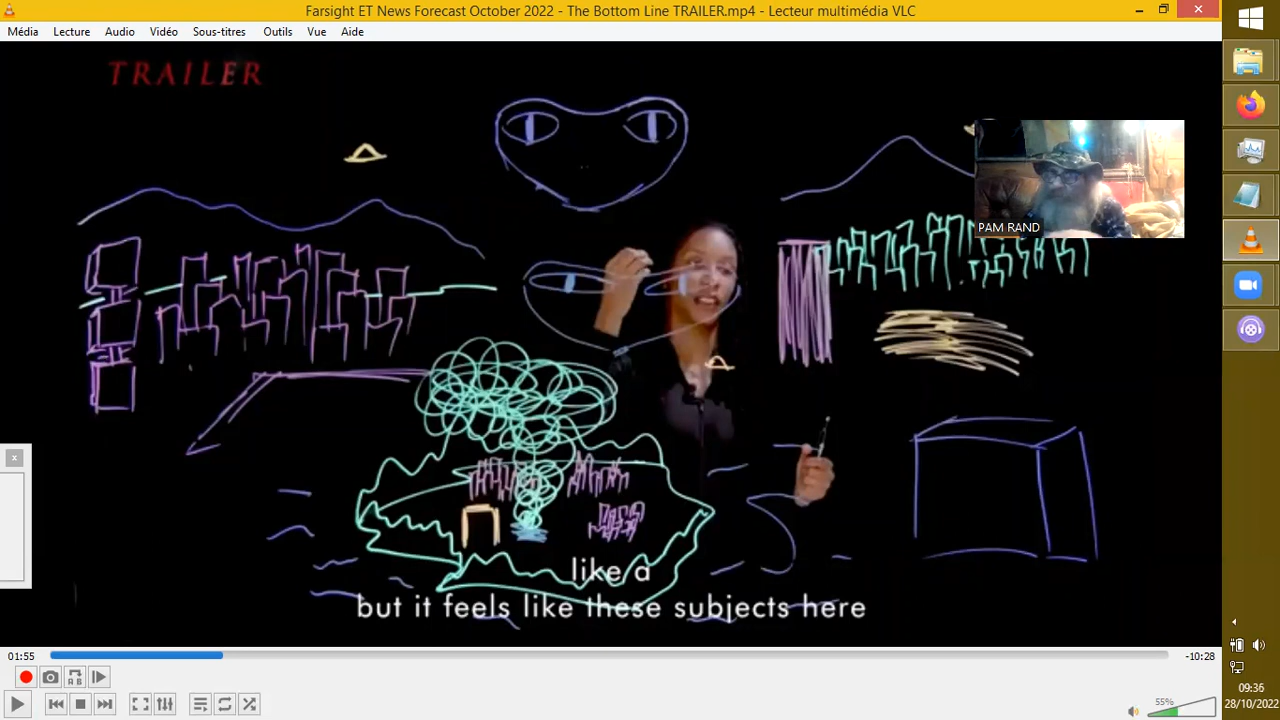 Farsight ET News Forecast October 2022 - The Bottom Line TRAILER.mp4 - Lecteur multimédia VLC
Média Lecture Audio Vidéo Sous-titres Outils Vue Aide
TRAILER
PAM RAND
like a
but it feels like these subjects here
01:55
-10:28
A B
55%
09:36
28/10/2022